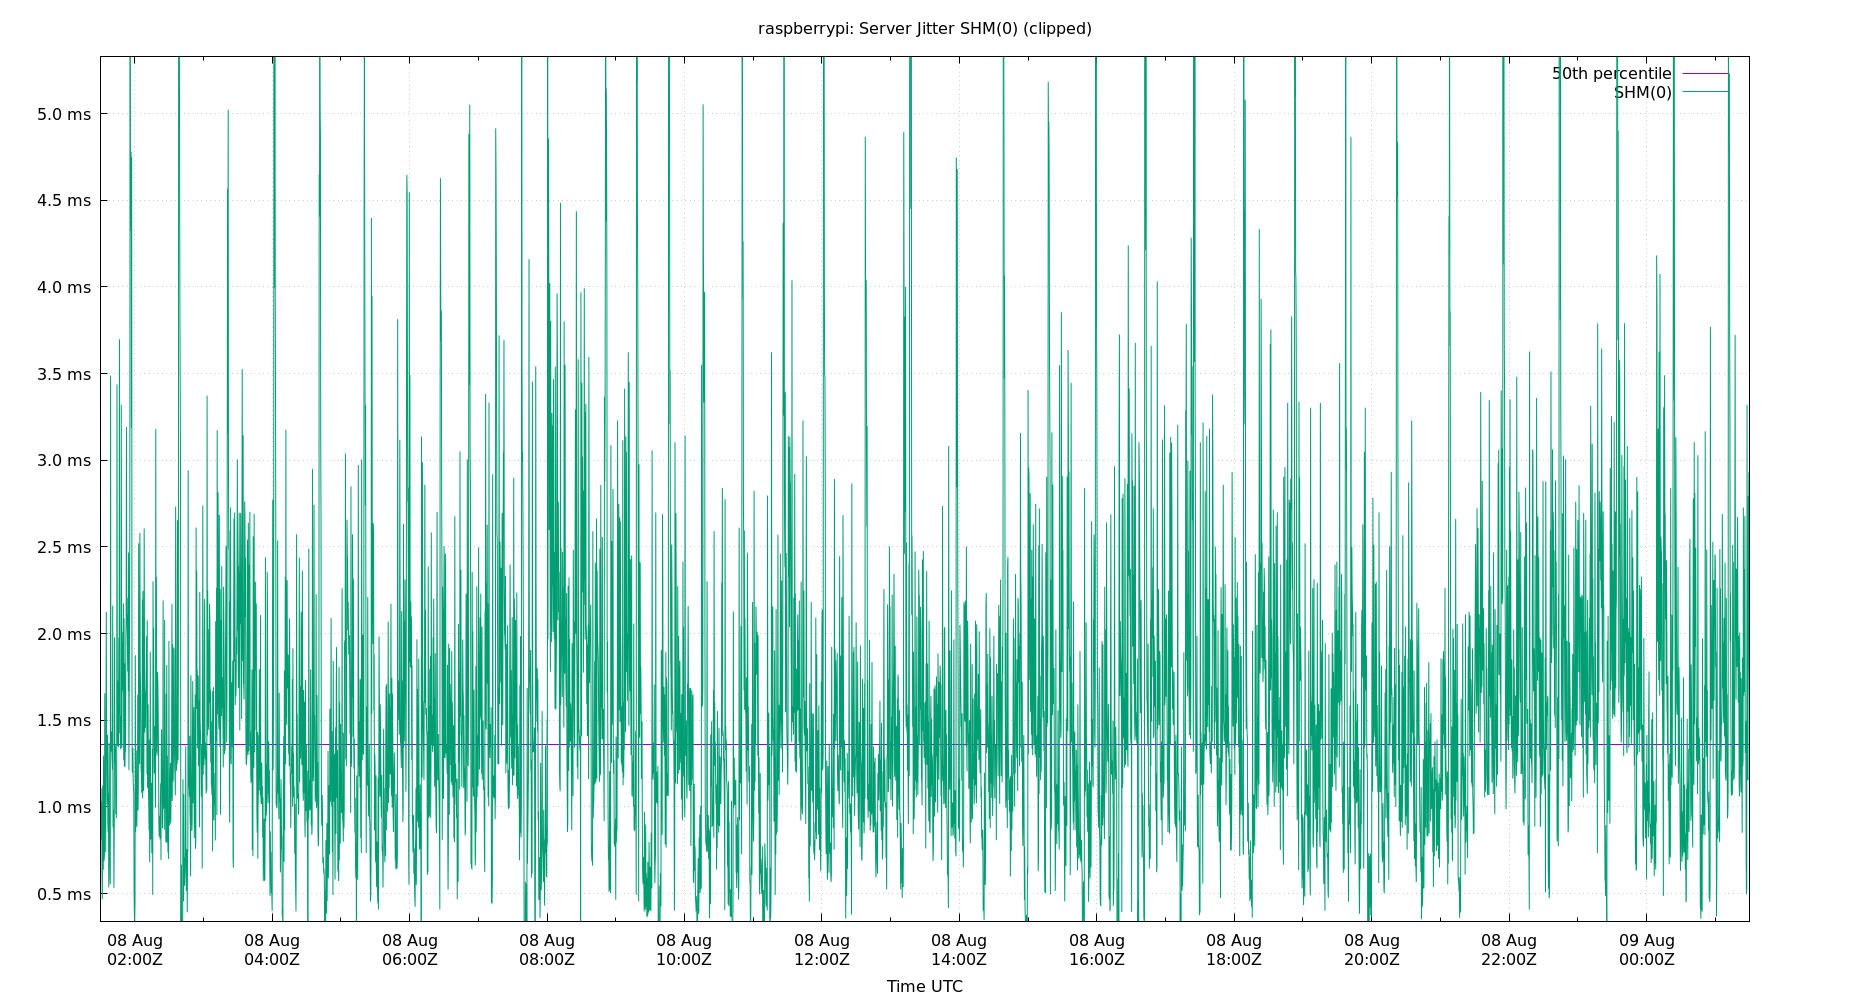 raspberrypi: Server Jitter SHM(0) (clipped)
50th percentile
SHM(0)
5.0 ms
4.5 ms
4.0 ms
3.5 ms
3.0 ms
2.5 ms
2.0 ms
1.5 ms
1.0 ms
0.5 ms
08 Aug 08 Aug 08 Aug 08 Aug 08 Aug 08 Aug 08 Aug 08 Aug 08 Aug 08 Aug 08 Aug 09 Aug
02:00Z 04:00Z 06:00Z 08:00Z 10:00Z 12:00Z 14:00Z 16:00Z 18:00Z 20:00Z 22:00Z 00:00Z
Time UTC